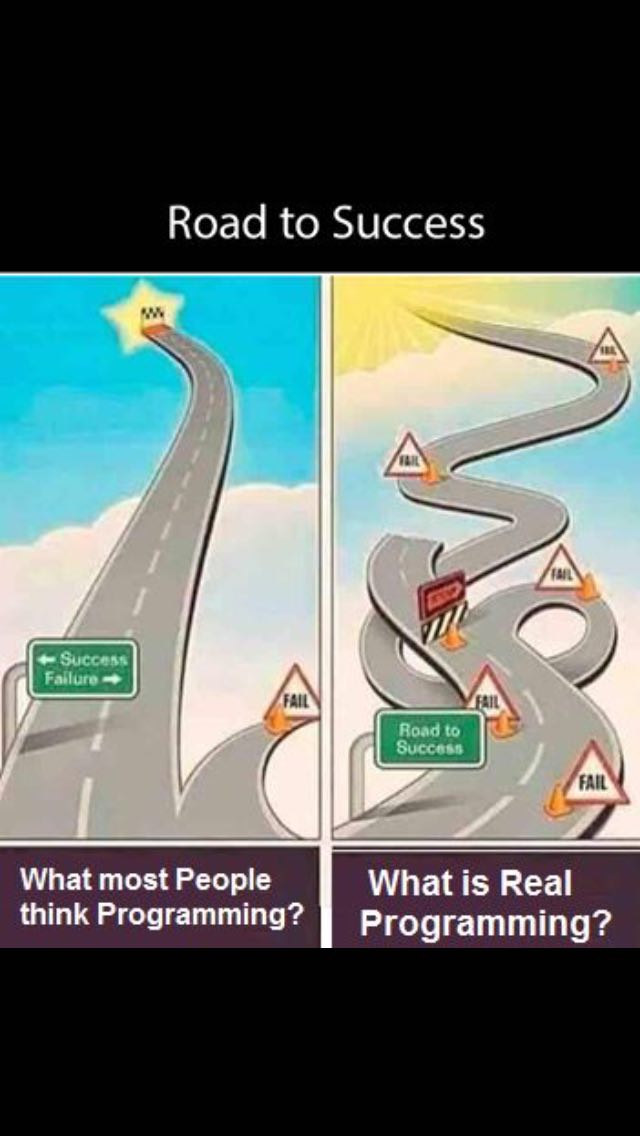 Road to Success
← Success
Failure →
FAIL
What most People
think Programming?
FAIL
FAIL
FAIL
FAIL
Road to
Success
FAIL
What is Real
Programming?